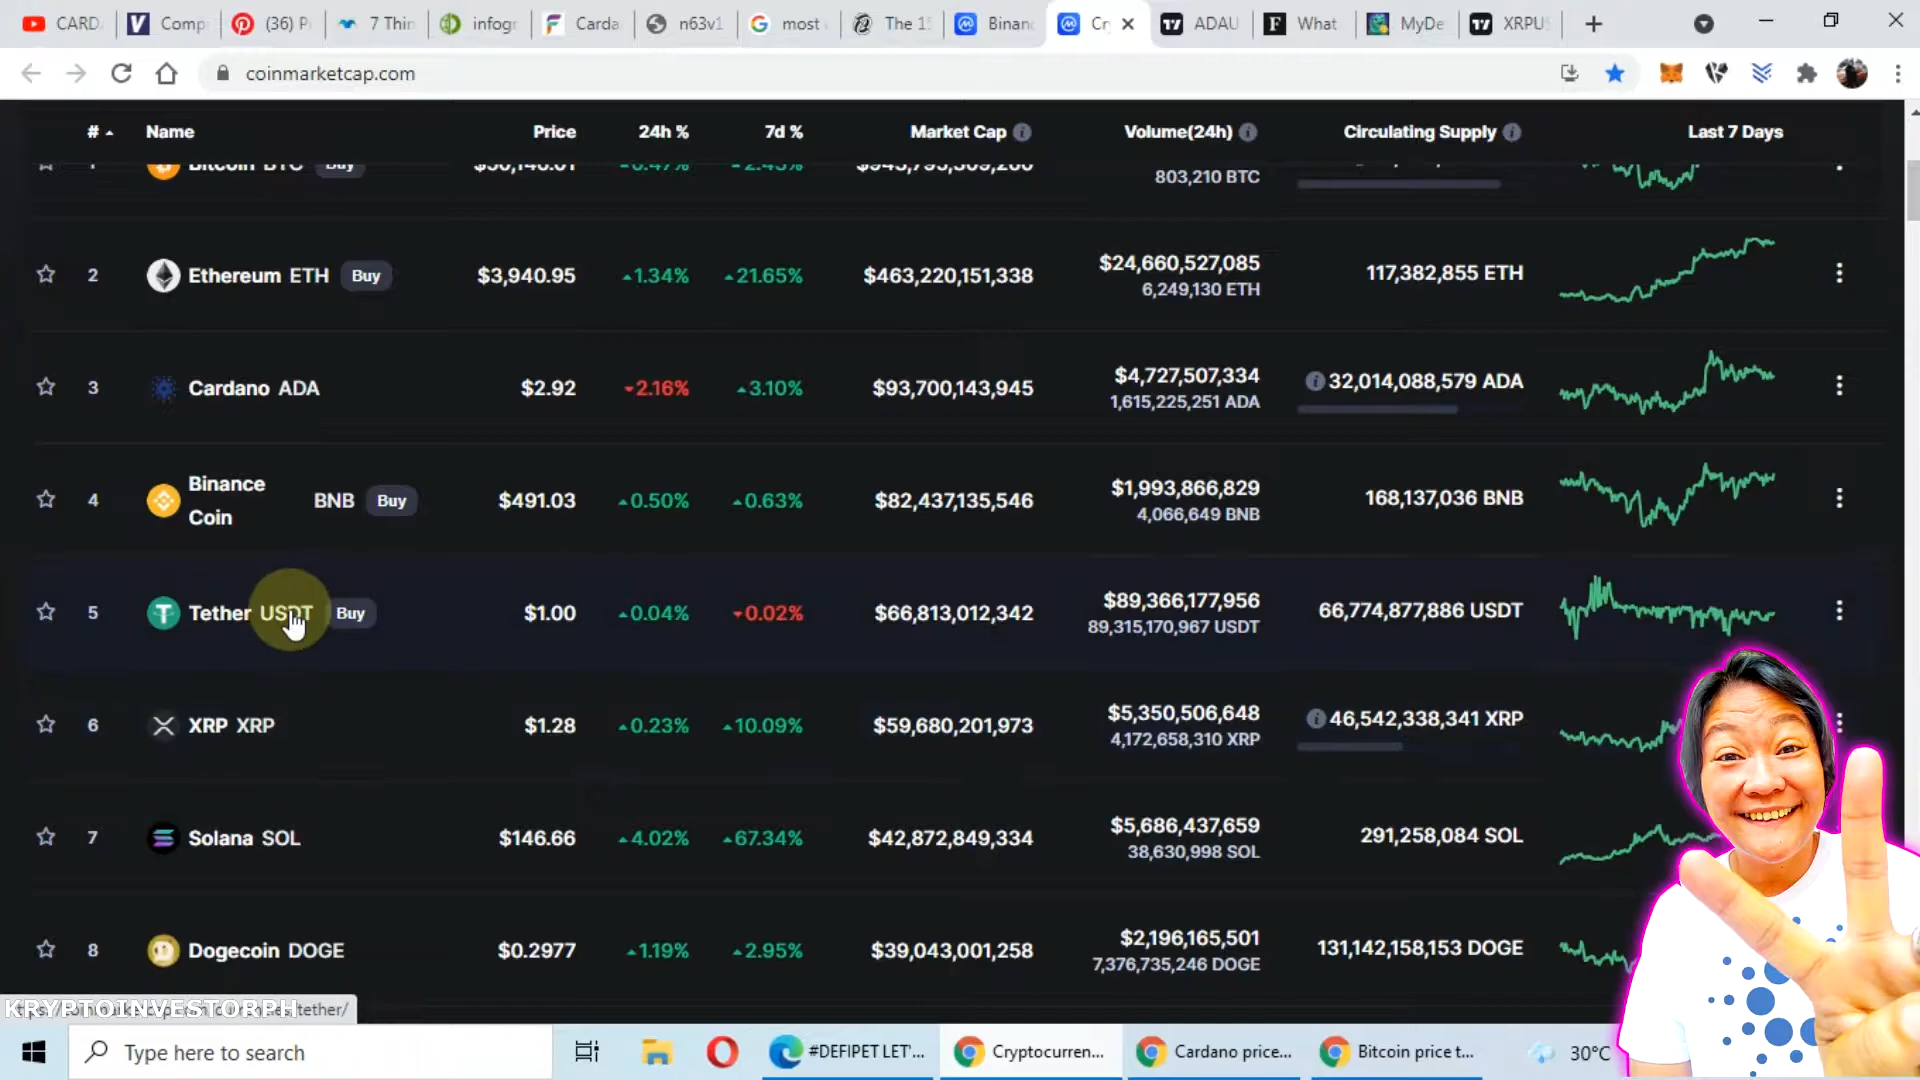 CARD
Comp
(36) P
7 Thin
infog
Carda
n63v1
most
The 1
Binan
Cr
ADAU
What
MyDe
XRPU
coinmarketcap.com
# Name Price 24h % 7d % Market Cap Volume(24h) Circulating Supply Last 7 Days
1 Bitcoin BTC Buy
803,210 BTC
2 Ethereum ETH Buy $3,940.95 1.34% 21.65% $463,220,151,338 $24,660,527,085 117,382,855 ETH
6,249,130 ETH
3 Cardano ADA $2.92 2.16% 3.10% $93,700,143,945 $4,727,507,334 32,014,088,579 ADA
1,615,225,251 ADA
4 Binance Coin BNB Buy $491.03 0.50% 0.63% $82,437,135,546 $1,993,866,829 168,137,036 BNB
4,066,649 BNB
5 Tether USDT Buy $1.00 0.04% 0.02% $66,813,012,342 $89,366,177,956 66,774,877,886 USDT
89,315,170,967 USDT
6 XRP XRP $1.28 0.23% 10.09% $59,680,201,973 $5,350,506,648 46,542,338,341 XRP
4,172,658,310 XRP
7 Solana SOL $146.66 4.02% 67.34% $42,872,849,334 $5,686,437,659 291,258,084 SOL
38,630,998 SOL
8 Dogecoin DOGE $0.2977 1.19% 2.95% $39,043,001,258 $2,196,165,501 131,142,158,153 DOGE
7,376,735,246 DOGE
KRYPTOINVESTORPH
tether/
Type here to search
#DEFIPET LET'...
Cryptocurren...
Cardano price...
Bitcoin price t...
30°C